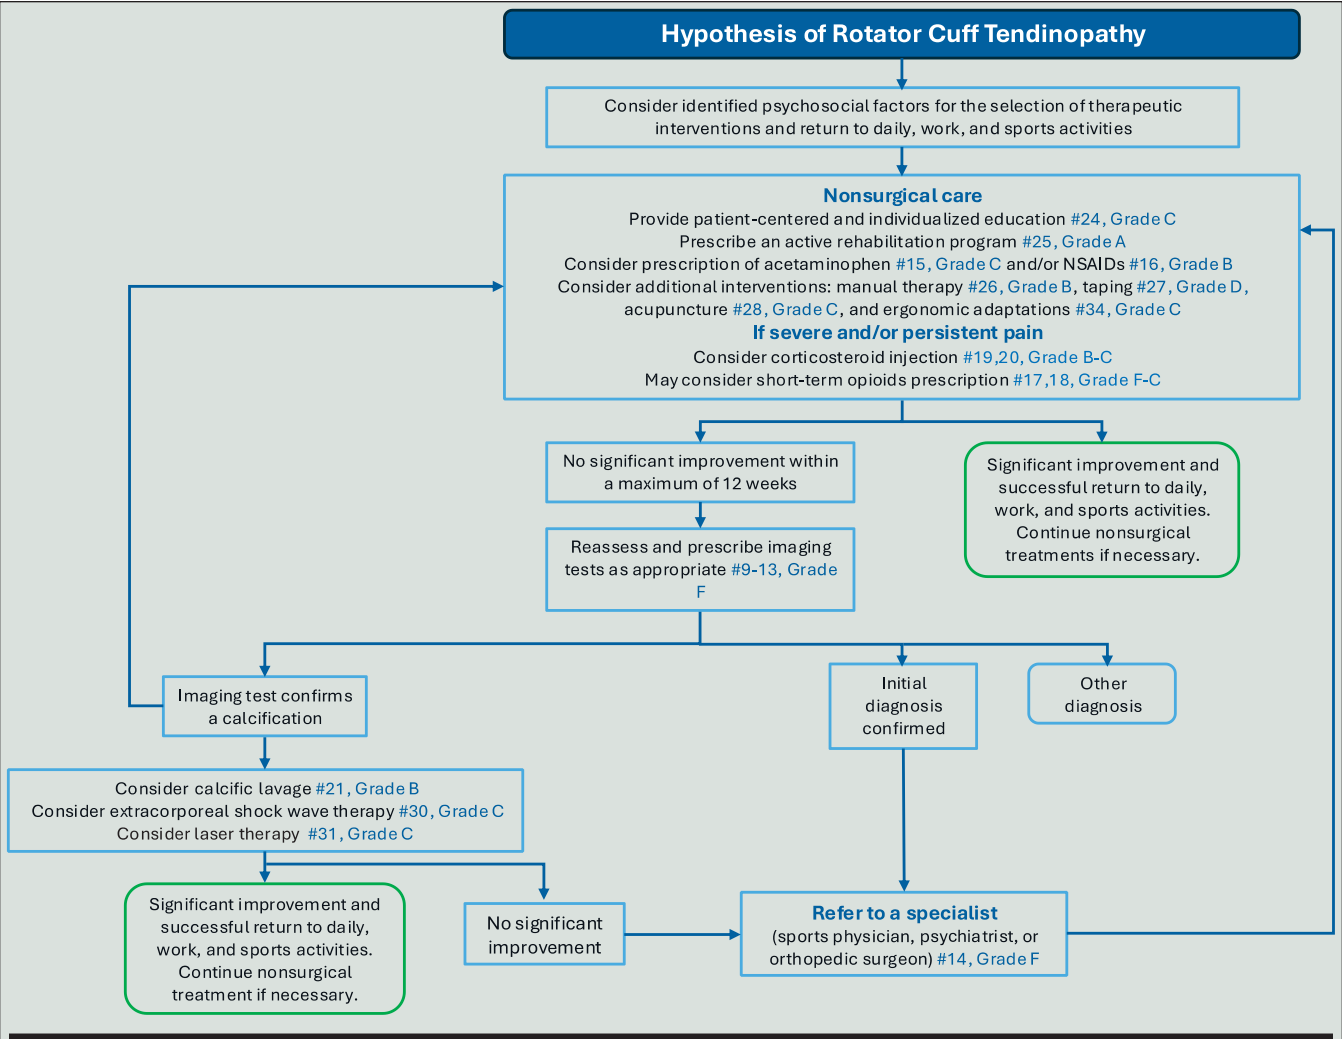 Hypothesis of Rotator Cuff Tendinopathy
Consider identified psychosocial factors for the selection of therapeutic
interventions and return to daily, work, and sports activities
Nonsurgical care
Provide patient-centered and individualized education #24, Grade C
Prescribe an active rehabilitation program #25, Grade A
Consider prescription of acetaminophen #15, Grade C and/or NSAIDs #16, Grade B
Consider additional interventions: manual therapy #26, Grade B, taping #27, Grade D,
acupuncture #28, Grade C, and ergonomic adaptations #34, Grade C
If severe and/or persistent pain
Consider corticosteroid injection #19,20, Grade B-C
May consider short-term opioids prescription #17,18, Grade F-C
No significant improvement within
a maximum of 12 weeks
Significant improvement and
successful return to daily,
work, and sports activities.
Continue nonsurgical
treatments if necessary.
Reassess and prescribe imaging
tests as appropriate #9-13, Grade
F
Imaging test confirms
a calcification
Initial
diagnosis
confirmed
Other
diagnosis
Consider calcific lavage #21, Grade B
Consider extracorporeal shock wave therapy #30, Grade C
Consider laser therapy #31, Grade C
Significant improvement and
successful return to daily,
work, and sports activities.
Continue nonsurgical
treatment if necessary.
No significant
improvement
Refer to a specialist
(sports physician, psychiatrist, or
orthopedic surgeon) #14, Grade F